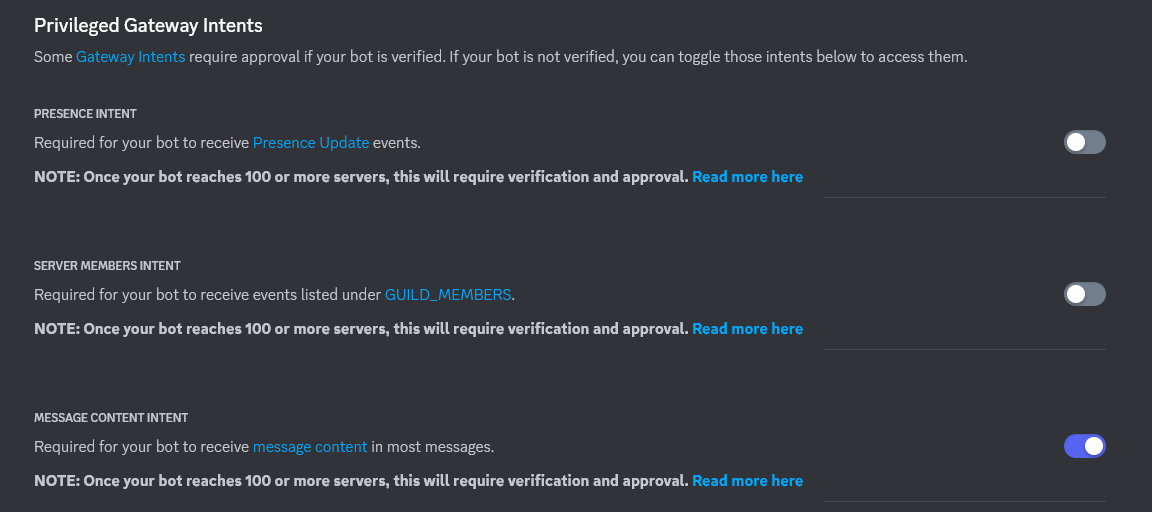 Privileged Gateway Intents
Some Gateway Intents require approval if your bot is verified. If your bot is not verified, you can toggle those intents below to access them.
PRESENCE INTENT
Required for your bot to receive Presence Update events.
NOTE: Once your bot reaches 100 or more servers, this will require verification and approval. Read more here
SERVER MEMBERS INTENT
Required for your bot to receive events listed under GUILD_MEMBERS.
NOTE: Once your bot reaches 100 or more servers, this will require verification and approval. Read more here
MESSAGE CONTENT INTENT
Required for your bot to receive message content in most messages.
NOTE: Once your bot reaches 100 or more servers, this will require verification and approval. Read more here